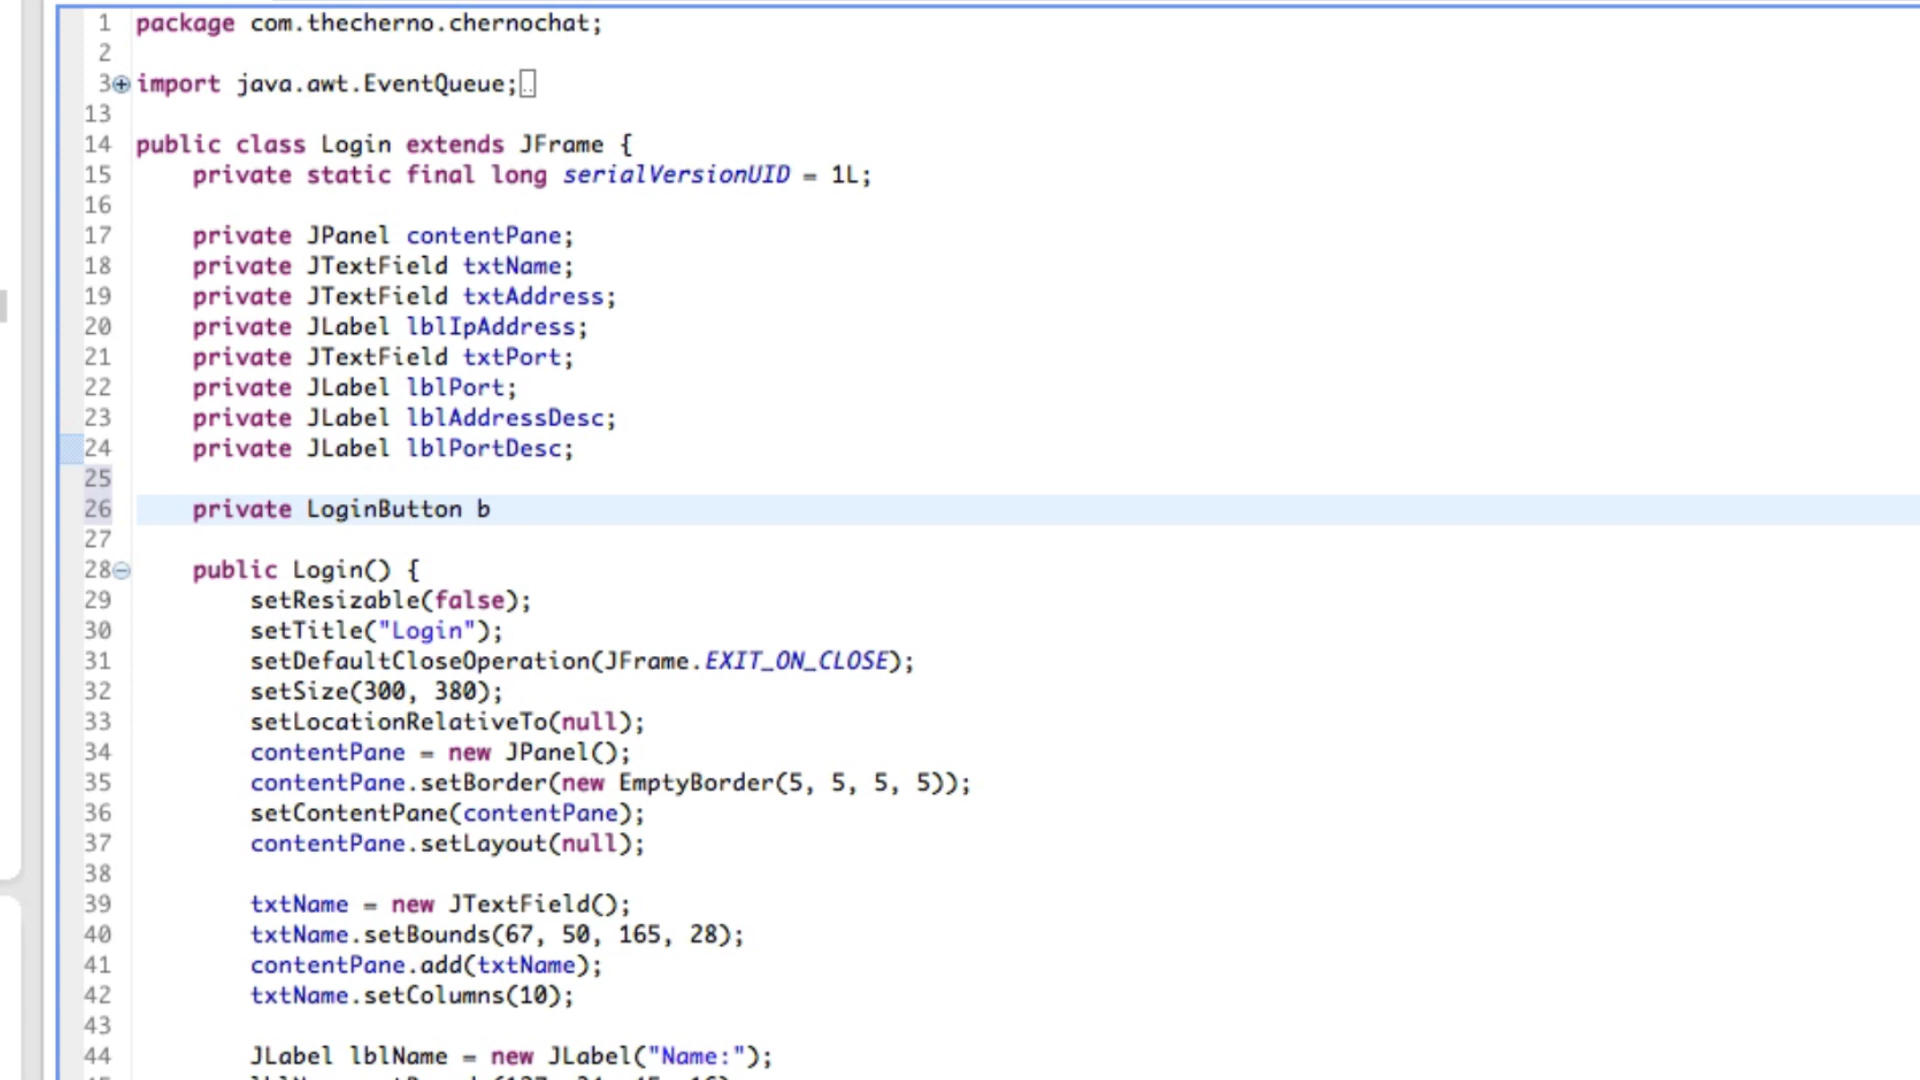 1 package com.thecherno.chernochat;
2
3 import java.awt.EventQueue;
13
14 public class Login extends JFrame {
15 private static final long serialVersionUID = 1L;
16
17 private JPanel contentPane;
18 private JTextField txtName;
19 private JTextField txtAddress;
20 private JLabel lblIpAddress;
21 private JTextField txtPort;
22 private JLabel lblPort;
23 private JLabel lblAddressDesc;
24 private JLabel lblPortDesc;
25
26 private LoginButton b
27
28 public Login() {
29 setResizable(false);
30 setTitle("Login");
31 setDefaultCloseOperation(JFrame.EXIT_ON_CLOSE);
32 setSize(300, 380);
33 setLocationRelativeTo(null);
34 contentPane = new JPanel();
35 contentPane.setBorder(new EmptyBorder(5, 5, 5, 5));
36 setContentPane(contentPane);
37 contentPane.setLayout(null);
38
39 txtName = new JTextField();
40 txtName.setBounds(67, 50, 165, 28);
41 contentPane.add(txtName);
42 txtName.setColumns(10);
43
44 JLabel lblName = new JLabel("Name:");